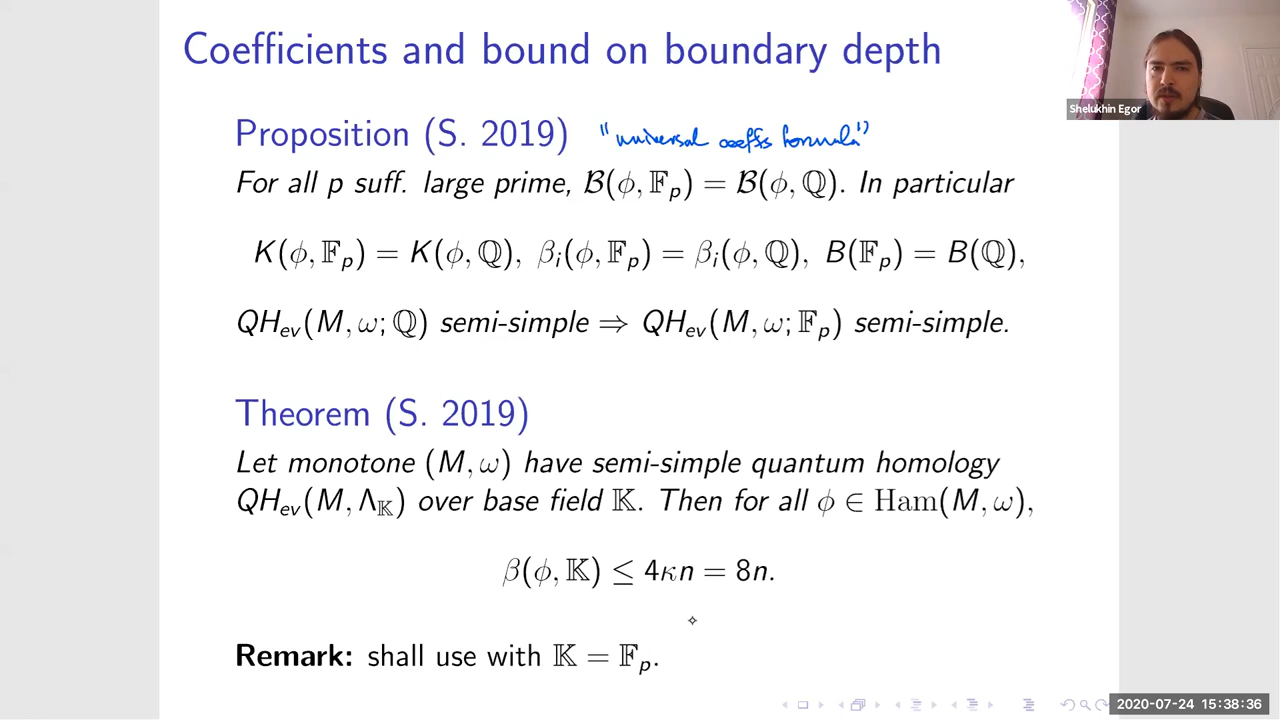 Coefficients and bound on boundary depth
Shelukhin Egor
Proposition (S. 2019) "universal coeffs formula"
For all p suff. large prime, 𝓑(ϕ, 𝔽ₚ) = 𝓑(ϕ, ℚ). In particular
K(ϕ, 𝔽ₚ) = K(ϕ, ℚ), βᵢ(ϕ, 𝔽ₚ) = βᵢ(ϕ, ℚ), B(𝔽ₚ) = B(ℚ),
QH_ev(M, ω; ℚ) semi-simple ⇒ QH_ev(M, ω; 𝔽ₚ) semi-simple.
Theorem (S. 2019)
Let monotone (M, ω) have semi-simple quantum homology
QH_ev(M, Λ_𝕂) over base field 𝕂. Then for all ϕ ∈ Ham(M, ω),
β(ϕ, 𝕂) ≤ 4κn = 8n.
Remark: shall use with 𝕂 = 𝔽ₚ.
2020-07-24 15:38:36